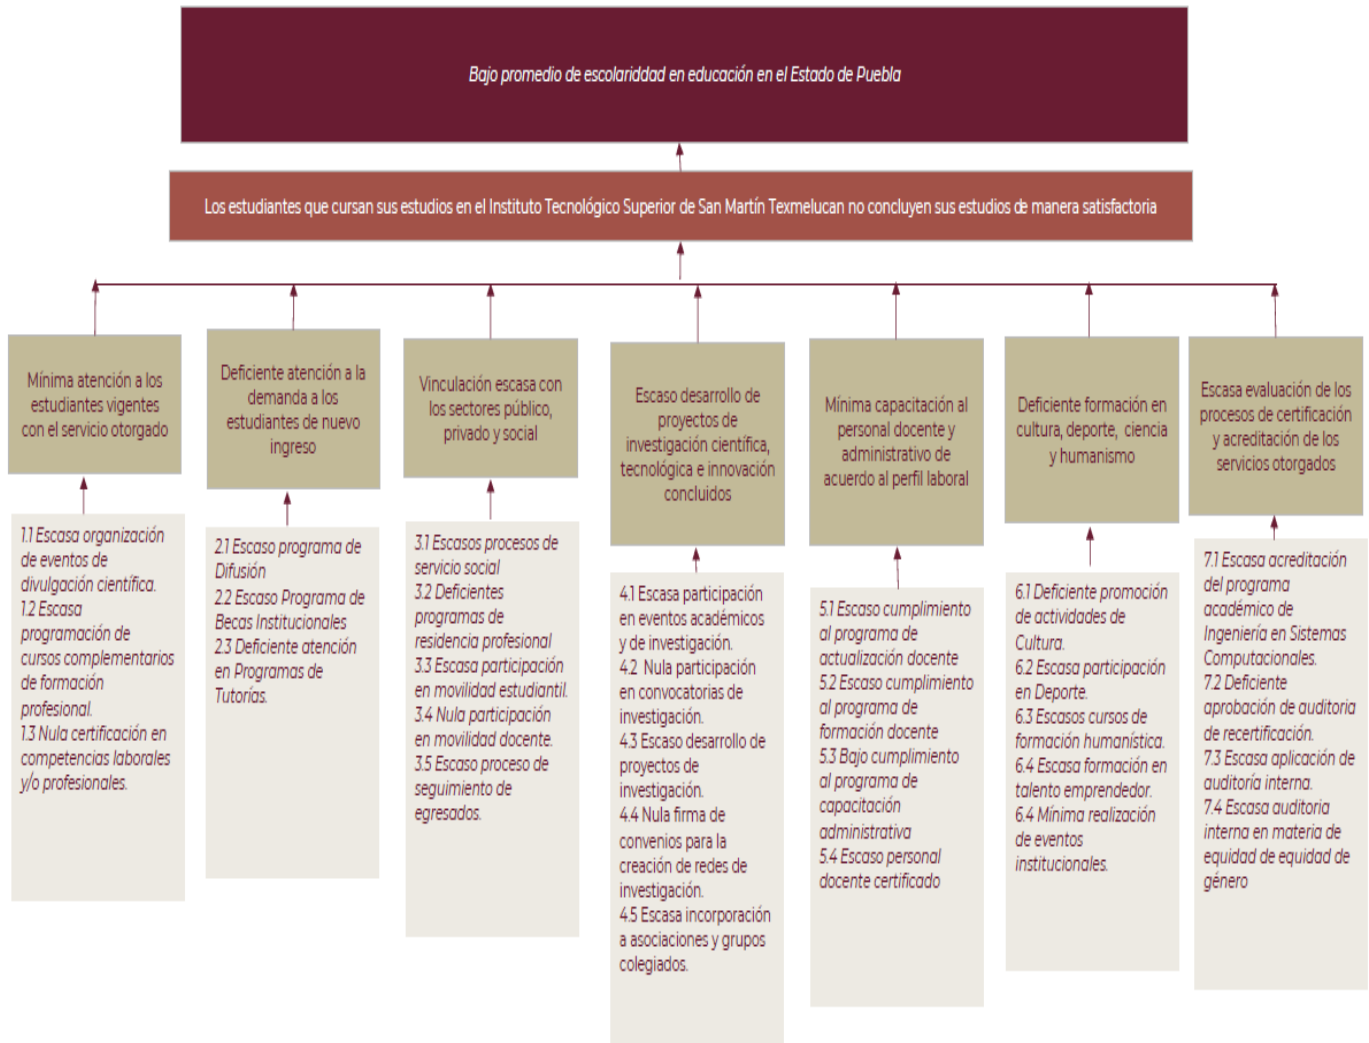 Bajo promedio de escolariddad en educación en el Estado de Puebla
Los estudiantes que cursan sus estudios en el Instituto Tecnológico Superior de San Martín Texmelucan no concluyen sus estudios de manera satisfactoria
Mínima atención a los
estudiantes vigentes
con el servicio otorgado
1.1 Escasa organización
de eventos de
divulgación científica.
1.2 Escasa
programación de
cursos complementarios
de formación
profesional.
1.3 Nula certificación en
competencias laborales
y/o profesionales.
Deficiente atención a la
demanda a los
estudiantes de nuevo
ingreso
2.1 Escaso programa de
Difusión
2.2 Escaso Programa de
Becas Institucionales
2.3 Deficiente atención
en Programas de
Tutorías.
Vinculación escasa con
los sectores público,
privado y social
3.1 Escasos procesos de
servicio social
3.2 Deficientes
programas de
residencia profesional
3.3 Escasa participación
en movilidad estudiantil.
3.4 Nula participación
en movilidad docente.
3.5 Escaso proceso de
seguimiento de
egresados.
Escaso desarrollo de
proyectos de
investigación científica,
tecnológica e innovación
concluidos
4.1 Escasa participación
en eventos académicos
y de investigación.
4.2 Nula participación
en convocatorias de
investigación.
4.3 Escaso desarrollo de
proyectos de
investigación.
4.4 Nula firma de
convenios para la
creación de redes de
investigación.
4.5 Escasa incorporación
a asociaciones y grupos
colegiados.
Mínima capacitación al
personal docente y
administrativo de
acuerdo al perfil laboral
5.1 Escaso cumplimiento
al programa de
actualización docente
5.2 Escaso cumplimiento
al programa de
formación docente
5.3 Bajo cumplimiento
al programa de
capacitación
administrativa
5.4 Escaso personal
docente certificado
Deficiente formación en
cultura, deporte, ciencia
y humanismo
6.1 Deficiente promoción
de actividades de
Cultura.
6.2 Escasa participación
en Deporte.
6.3 Escasos cursos de
formación humanística.
6.4 Escasa formación en
talento emprendedor.
6.4 Mínima realización
de eventos
institucionales.
Escasa evaluación de los
procesos de certificación
y acreditación de los
servicios otorgados
7.1 Escasa acreditación
del programa
académico de
Ingeniería en Sistemas
Computacionales.
7.2 Deficiente
aprobación de auditoria
de recertificación.
7.3 Escasa aplicación de
auditoría interna.
7.4 Escasa auditoria
interna en materia de
equidad de equidad de
género